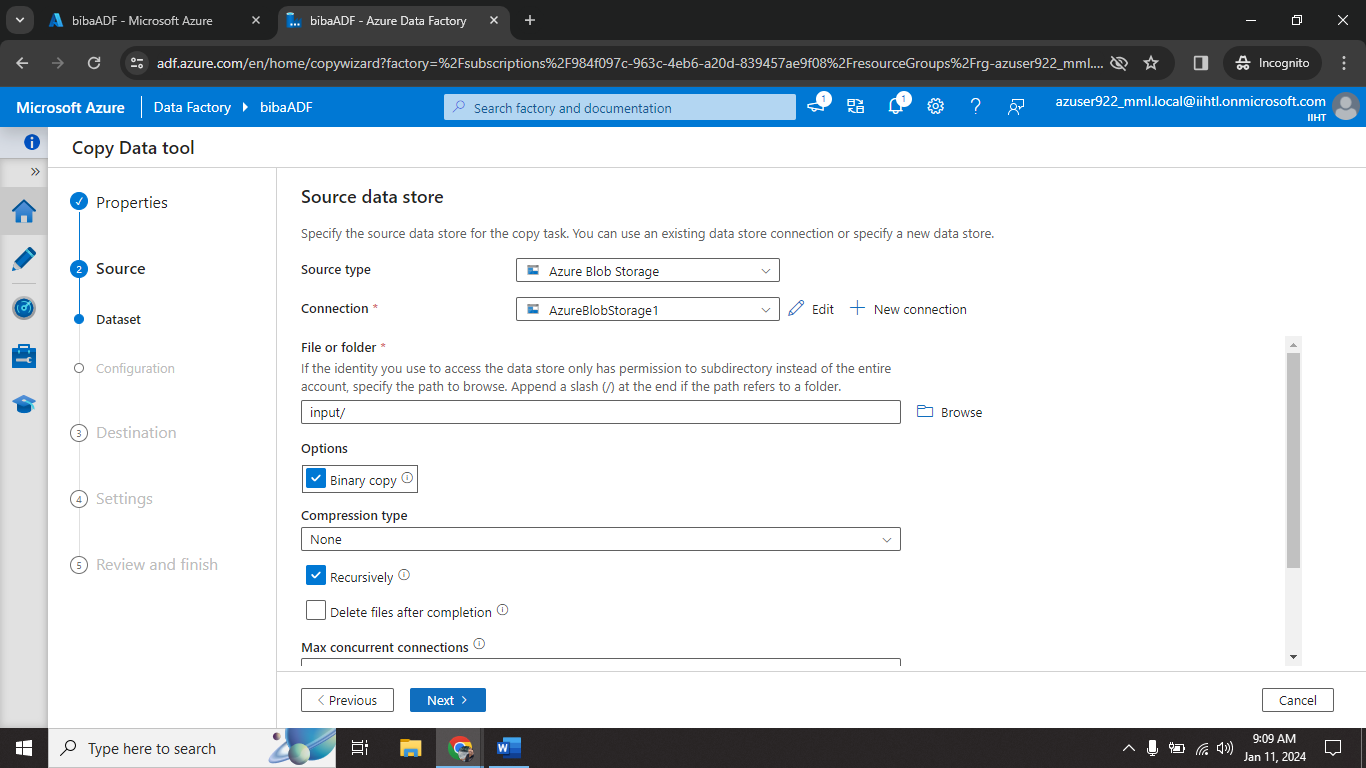 bibaADF - Microsoft Azure
bibaADF - Azure Data Factory
adf.azure.com/en/home/copywizard?factory=%2Fsubscriptions%2F984f097c-963c-4eb6-a20d-839457ae9f08%2FresourceGroups%2Frg-azuser922_mml....
Incognito
Microsoft Azure
Data Factory
bibaADF
Search factory and documentation
1
1
azuser922_mml.local@iihtl.onmicrosoft.com
IIHT
Copy Data tool
Properties
2 Source
Dataset
Configuration
3 Destination
4 Settings
5 Review and finish
Source data store
Specify the source data store for the copy task. You can use an existing data store connection or specify a new data store.
Source type
Azure Blob Storage
Connection *
AzureBlobStorage1
Edit
New connection
File or folder *
If the identity you use to access the data store only has permission to subdirectory instead of the entire
account, specify the path to browse. Append a slash (/) at the end if the path refers to a folder.
input/
Browse
Options
Binary copy
Compression type
None
Recursively
Delete files after completion
Max concurrent connections
Previous
Next
Cancel
Type here to search
9:09 AM
Jan 11, 2024